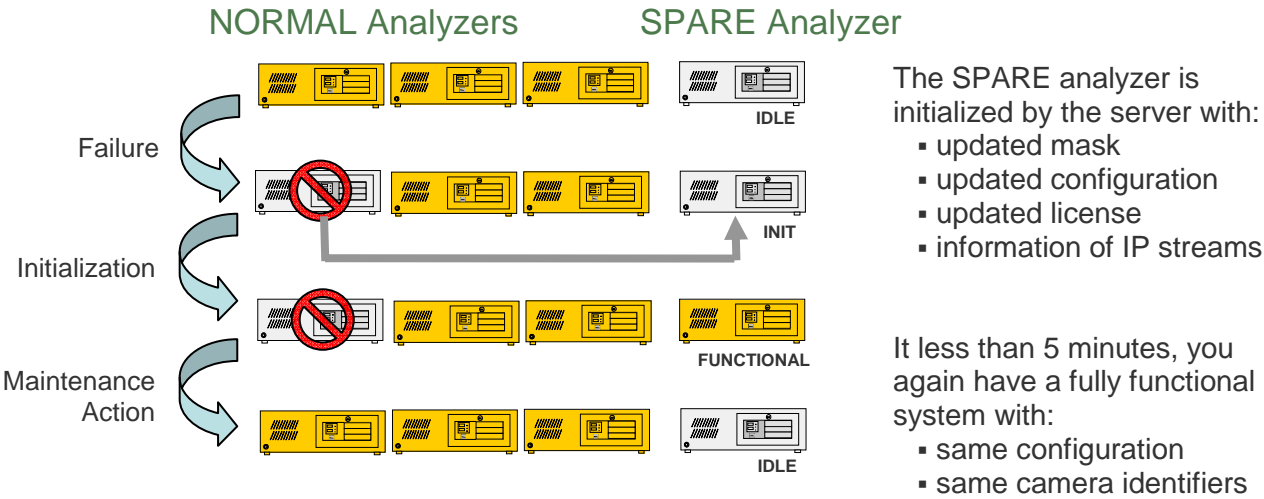 NORMAL Analyzers
SPARE Analyzer
IDLE
Failure
INIT
Initialization
FUNCTIONAL
Maintenance
Action
IDLE
The SPARE analyzer is
initialized by the server with:
▪ updated mask
▪ updated configuration
▪ updated license
▪ information of IP streams
It less than 5 minutes, you
again have a fully functional
system with:
▪ same configuration
▪ same camera identifiers